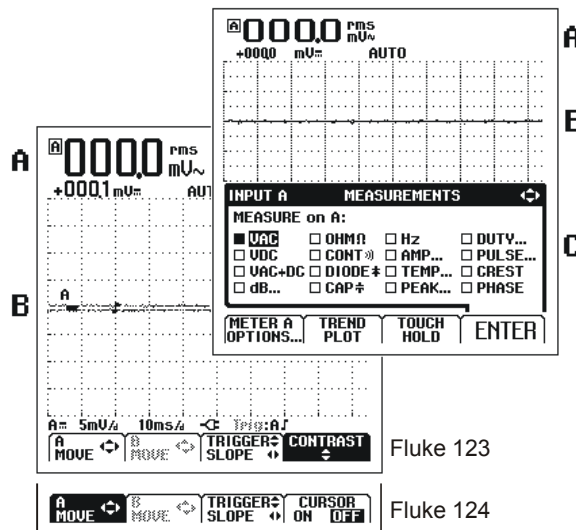 A 000.0 rms mV~
+000.0 mV⎓ AUTO
A
B
INPUT A MEASUREMENTS
MEASURE on A:
■ VAC □ OHMΩ □ Hz □ DUTY...
□ VDC □ CONT □ AMP... □ PULSE...
□ VAC+DC □ DIODE □ TEMP... □ CREST
□ dB... □ CAP □ PEAK... □ PHASE
C
METER A OPTIONS...
TREND PLOT
TOUCH HOLD
ENTER
A
A 000.0 rms mV~
+000.1 mV⎓ AU
B
A
A⎓ 5mV/d 10ms/d Trig:A
A MOVE
B MOVE
TRIGGER SLOPE
CONTRAST
Fluke 123
A MOVE
B MOVE
TRIGGER SLOPE
CURSOR ON OFF
Fluke 124